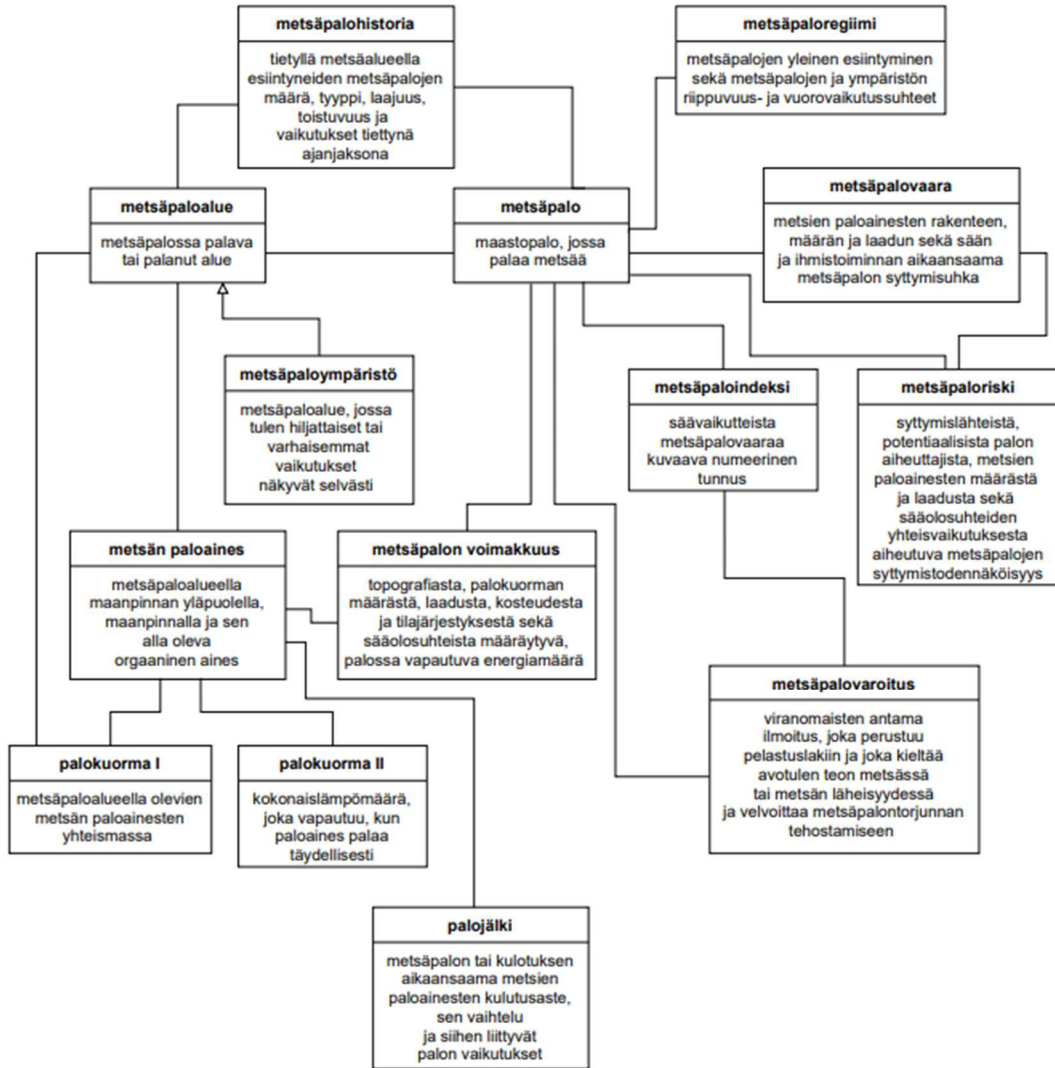 metsäpalohistoria
tietyllä metsäalueella
esiintyneiden metsäpalojen
määrä, tyyppi, laajuus,
toistuvuus ja
vaikutukset tiettynä
ajanjaksona
metsäpaloregiimi
metsäpalojen yleinen esiintyminen
sekä metsäpalojen ja ympäristön
riippuvuus- ja vuorovaikutussuhteet
metsäpaloalue
metsäpalossa palava
tai palanut alue
metsäpalo
maastopalo, jossa
palaa metsää
metsäpalovaara
metsien paloainesten rakenteen,
määrän ja laadun sekä sään
ja ihmistoiminnan aikaansaama
metsäpalon syttymisuhka
metsäpaloympäristö
metsäpaloalue, jossa
tulen hiljattaiset tai
varhaisemmat
vaikutukset
näkyvät selvästi
metsäpaloindeksi
säävaikutteista
metsäpalovaaraa
kuvaava numeerinen
tunnus
metsäpaloriski
syttymislähteistä,
potentiaalisista palon
aiheuttajista, metsien
paloainesten määrästä
ja laadusta sekä
sääolosuhteiden
yhteisvaikutuksesta
aiheutuva metsäpalojen
syttymistodennäköisyys
metsän paloaines
metsäpaloalueella
maanpinnan yläpuolella,
maanpinnalla ja sen
alla oleva
orgaaninen aines
metsäpalon voimakkuus
topografiasta, palokuorman
määrästä, laadusta, kosteudesta
ja tilajärjestyksestä sekä
sääolosuhteista määräytyvä,
palossa vapautuva energiamäärä
metsäpalovaroitus
viranomaisten antama
ilmoitus, joka perustuu
pelastuslakiin ja joka kieltää
avotulen teon metsässä
tai metsän läheisyydessä
ja velvoittaa metsäpalontorjunnan
tehostamiseen
palokuorma I
metsäpaloalueella olevien
metsän paloainesten
yhteismassa
palokuorma II
kokonaislämpömäärä,
joka vapautuu, kun
paloaines palaa
täydellisesti
palojälki
metsäpalon tai kulotuksen
aikaansaama metsien
paloainesten kulutusaste,
sen vaihtelu
ja siihen liittyvät
palon vaikutukset